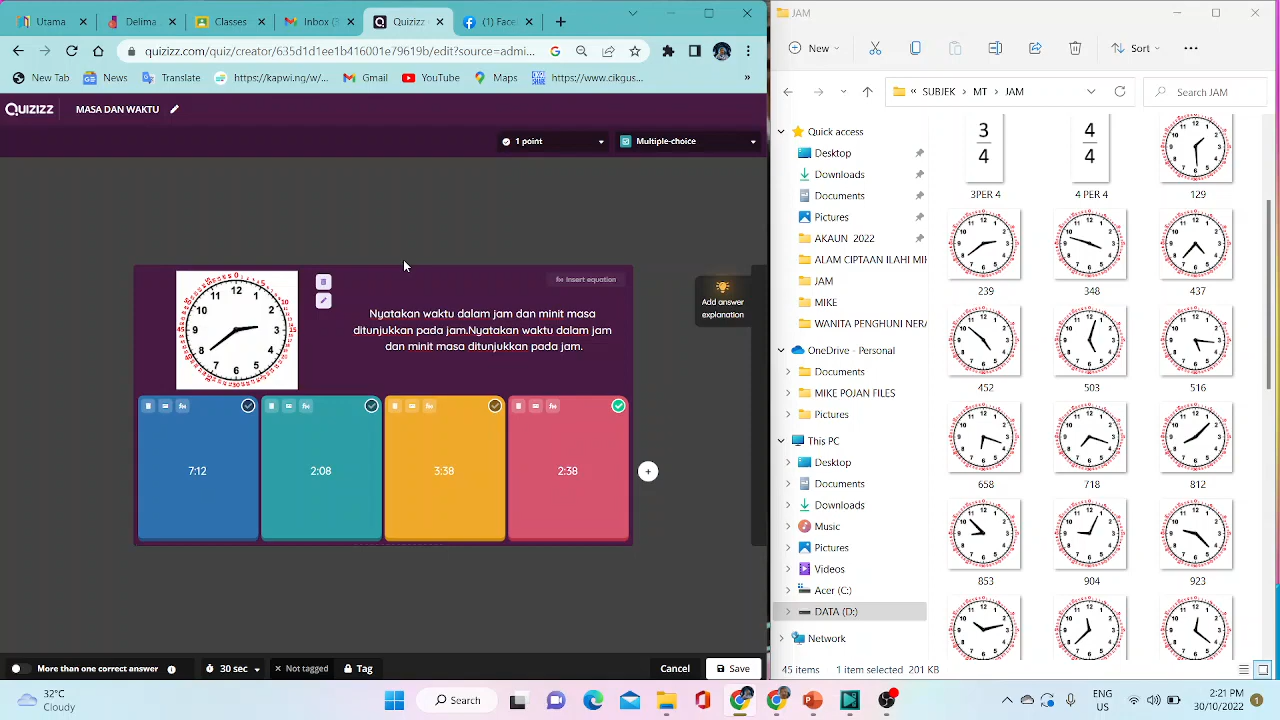 Utama
Delima
Classe
Inbox (
Quizizz -
(1) Face
JAM
quizizz.com/quiz/creator/635d1d1ee1b416001e79619b/edit?source=admi...
New
Sort
New Tab
News
Translate
https://kapwi.ng/w/...
Gmail
YouTube
Maps
https://www.cikgus...
SUBJEK
MT
JAM
Search JAM
QUIZIZZ
MASA DAN WAKTU
1 point
Multiple-choice
insert equation
Nyatakan waktu dalam jam dan minit masa
ditunjukkan pada jam.Nyatakan waktu dalam jam
dan minit masa ditunjukkan pada jam.
Add answer
explanation
7:12
2:08
3:38
2:38
More than one correct answer
30 sec
Not tagged
Tag
Cancel
Save
Quick access
Desktop
Downloads
Documents
Pictures
AKAUN 2022
ALAM CIPTAAN ILAHI MIK
JAM
MIKE
WANITA PENGHUNI NERA
OneDrive - Personal
Documents
MIKE POJAN FILES
Pictures
This PC
Desktop
Documents
Downloads
Music
Pictures
Videos
Acer (C:)
DATA (D:)
Network
3
4
4
4
3PER 4
4 PER 4
129
239
348
437
452
503
516
658
718
812
853
904
923
45 items
1 item selected 201 KB
32°C
Cloudy
Search
ENG
US
2:32 PM
30/10/2022
1